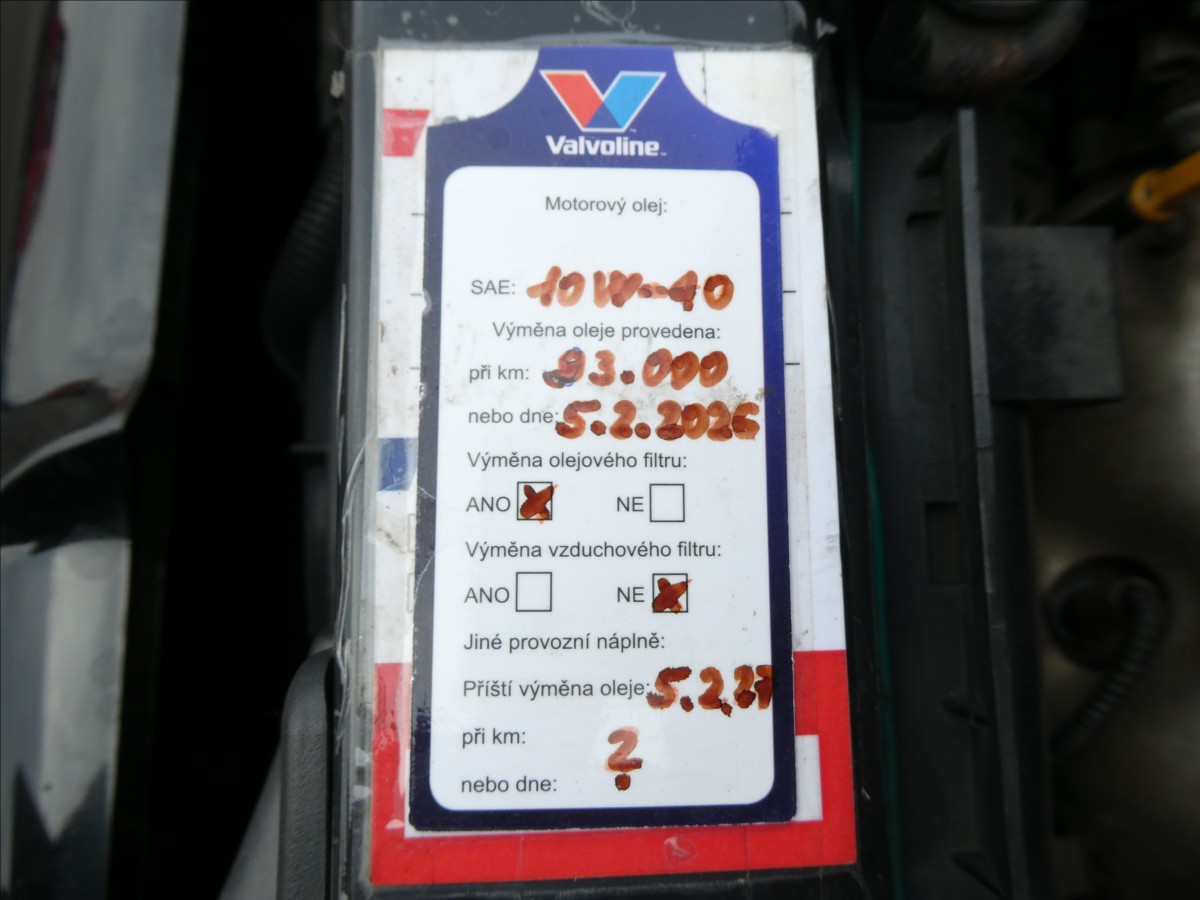 Valvoline™
Motorový olej:
SAE: 10W-40
Výměna oleje provedena:
při km: 93.000
nebo dne: 5.2.2026
Výměna olejového filtru:
ANO NE
Výměna vzduchového filtru:
ANO NE
Jiné provozní náplně:
Příští výměna oleje: 5.2.27
při km: ?
nebo dne: